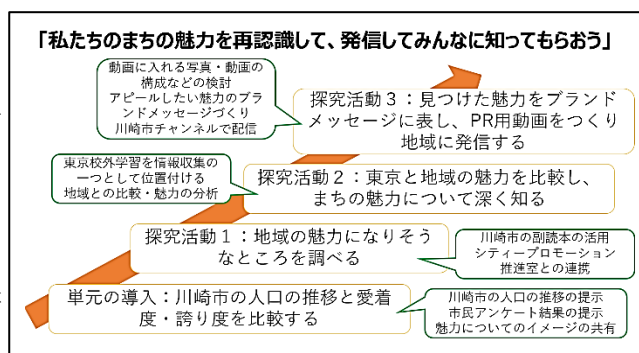 「私たちのまちの魅力を再認識して、発信してみんなに知ってもらおう」
動画に入れる写真・動画の
構成などの検討
アピールしたい魅力のブラ
ンドメッセージづくり
川崎市チャンネルで配信
探究活動3：見つけた魅力をブランド
メッセージに表し、PR用動画をつくり
地域に発信する
東京校外学習を情報収集の
一つとして位置付ける
地域との比較・魅力の分析
探究活動2：東京と地域の魅力を比較し、
まちの魅力について深く知る
探究活動1：地域の魅力になりそう
なところを調べる
川崎市の副読本の活用
シティープロモーション
推進室との連携
単元の導入：川崎市の人口の推移と愛着
度・誇り度を比較する
川崎市の人口の推移の提示
市民アンケート結果の提示
魅力についてのイメージの共有